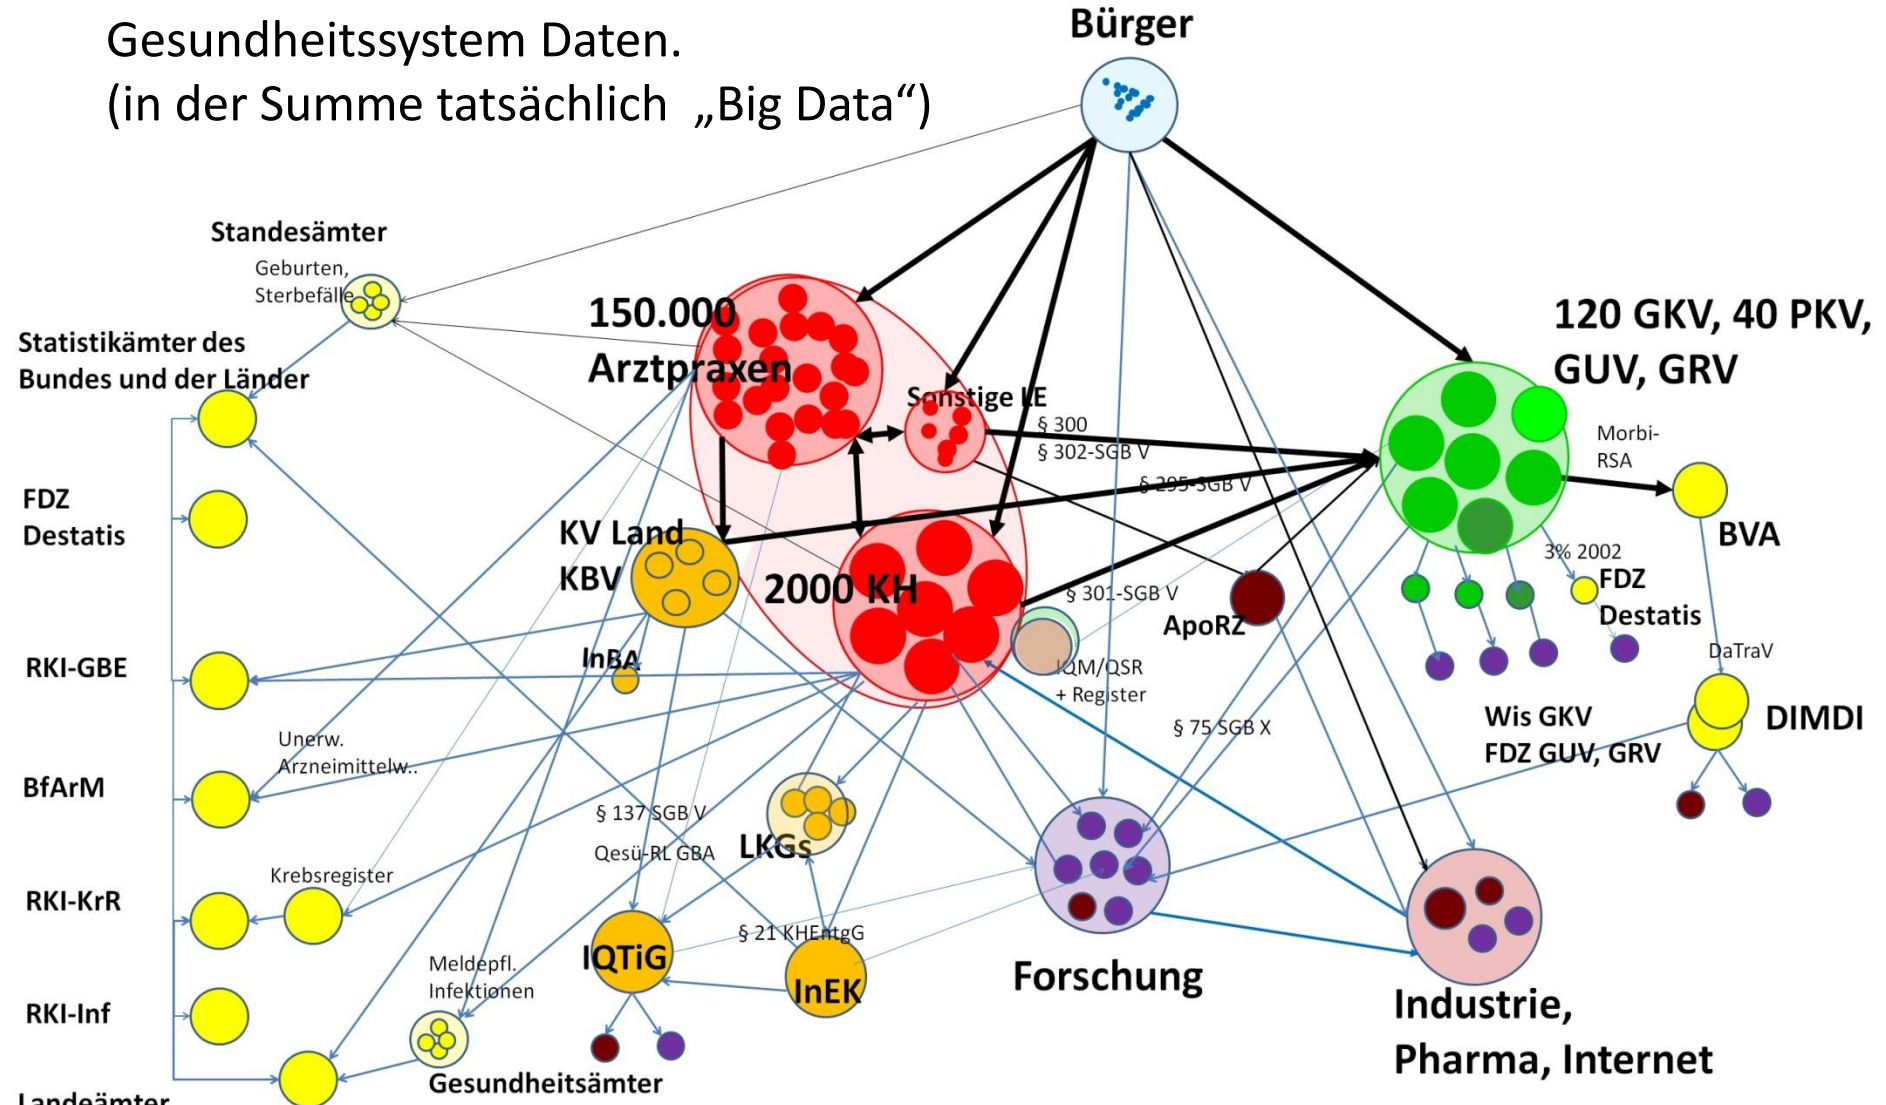 Gesundheitssystem Daten.
(in der Summe tatsächlich „Big Data“)
Bürger
Standesämter
Geburten,
Sterbefälle
Statistikämter des
Bundes und der Länder
150.000
Arztpraxen
Sonstige LE
120 GKV, 40 PKV,
GUV, GRV
§ 300
§ 302-SGB V
§ 295-SGB V
Morbi-
RSA
BVA
FDZ
Destatis
KV Land
KBV
2000 KH
§ 301-SGB V
ApoRZ
3% 2002
FDZ
Destatis
InBA
IQM/QSR
+ Register
RKI-GBE
DaTraV
Wis GKV
FDZ GUV, GRV
DIMDI
§ 75 SGB X
Unerw.
Arzneimittelw..
BfArM
§ 137 SGB V
Qesü-RL GBA
LKGs
Krebsregister
RKI-KrR
§ 21 KHEntgG
IQTiG
InEK
Forschung
Meldepfl.
Infektionen
RKI-Inf
Industrie,
Pharma, Internet
Gesundheitsämter
Landeämter